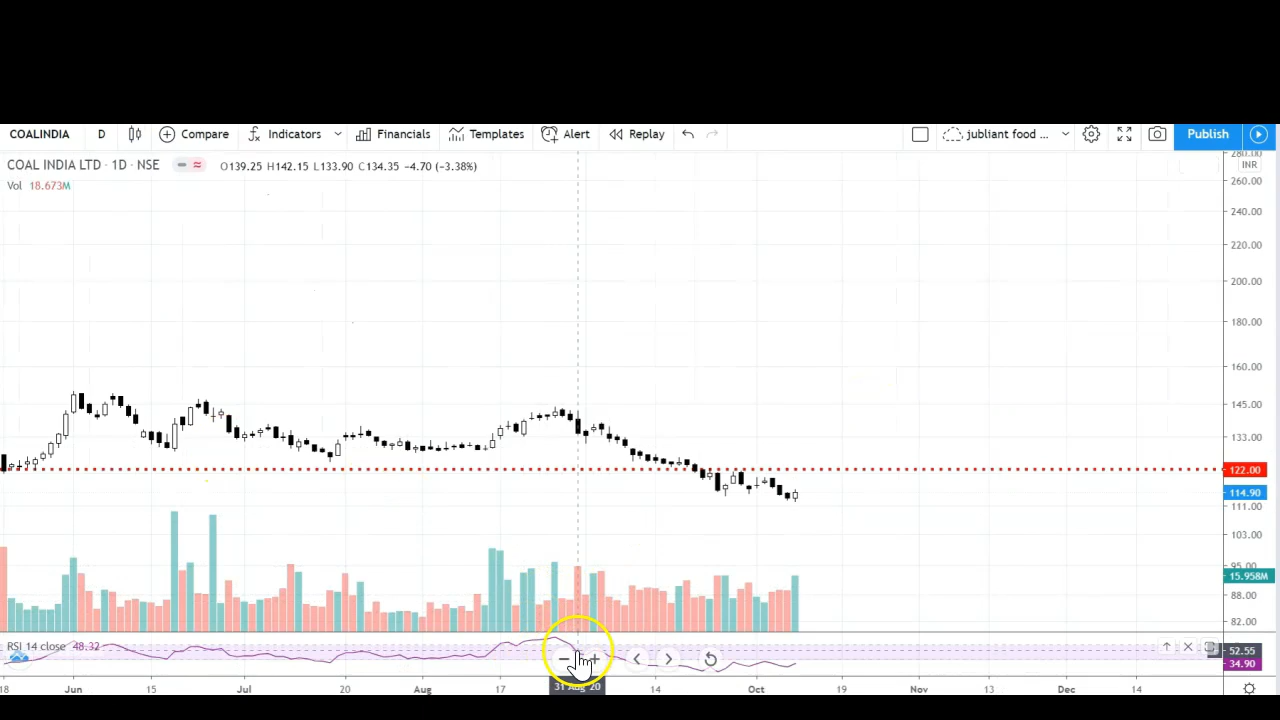 COALINDIA D Compare Indicators Financials Templates Alert Replay jubliant food ... Publish
COAL INDIA LTD · 1D · NSE O139.25 H142.15 L133.90 C134.35 -4.70 (-3.38%)
Vol 18.673M
280.00
INR
260.00
240.00
220.00
200.00
180.00
160.00
145.00
133.00
122.00
114.90
111.00
103.00
95.00
15.958M
88.00
82.00
RSI 14 close 48.32
52.55
34.90
18 Jun 15 Jul 20 Aug 17 31 Aug '20 14 Oct 19 Nov 13 Dec 14